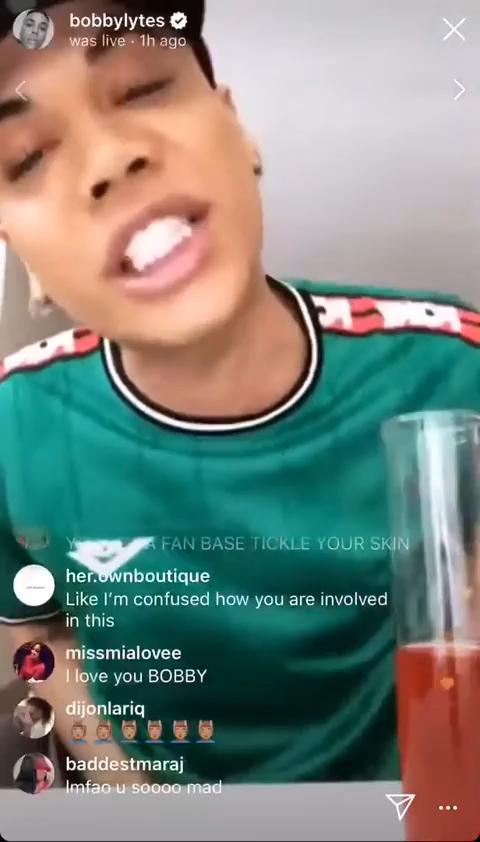 bobbylytes
was live · 1h ago
FAN BASE TICKLE YOUR SKIN
her.ownboutique
Like I'm confused how you are involved
in this
missmialovee
I love you BOBBY
dijonlariq
baddestmaraj
lmfao u soooo mad